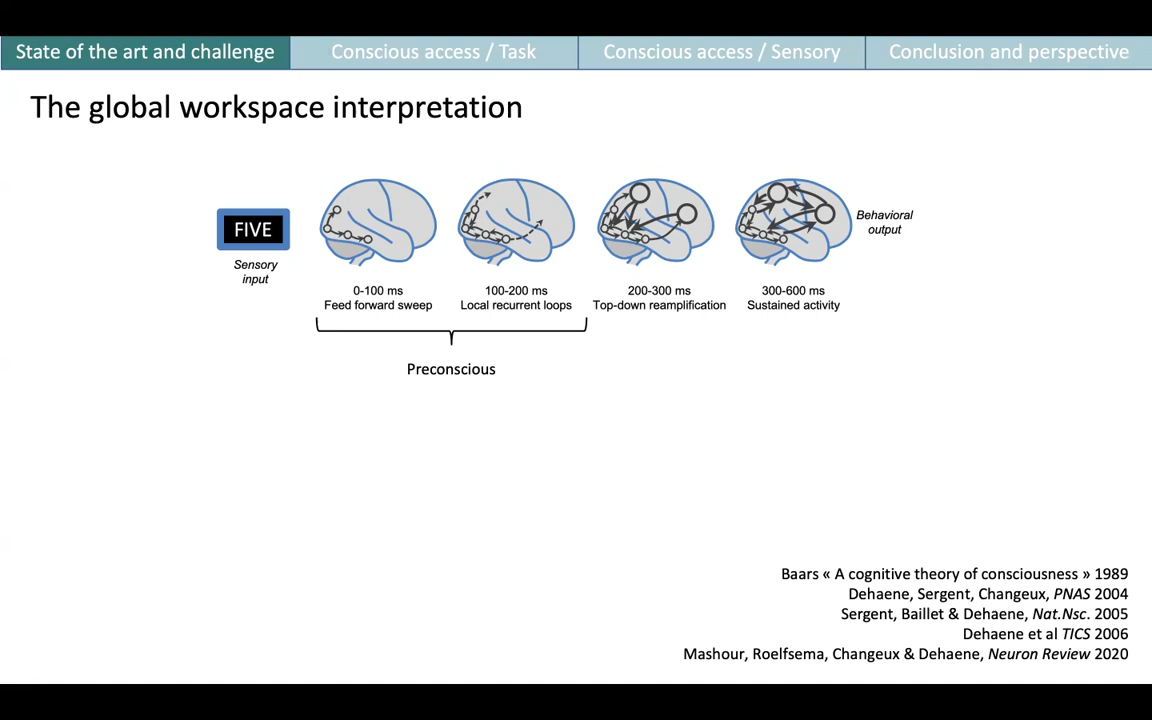 State of the art and challenge
Conscious access / Task
Conscious access / Sensory
Conclusion and perspective
The global workspace interpretation
FIVE
Sensory
input
Behavioral
output
0-100 ms
Feed forward sweep
100-200 ms
Local recurrent loops
200-300 ms
Top-down reamplification
300-600 ms
Sustained activity
Preconscious
Baars « A cognitive theory of consciousness » 1989
Dehaene, Sergent, Changeux, PNAS 2004
Sergent, Baillet & Dehaene, Nat.Nsc. 2005
Dehaene et al TICS 2006
Mashour, Roelfsema, Changeux & Dehaene, Neuron Review 2020